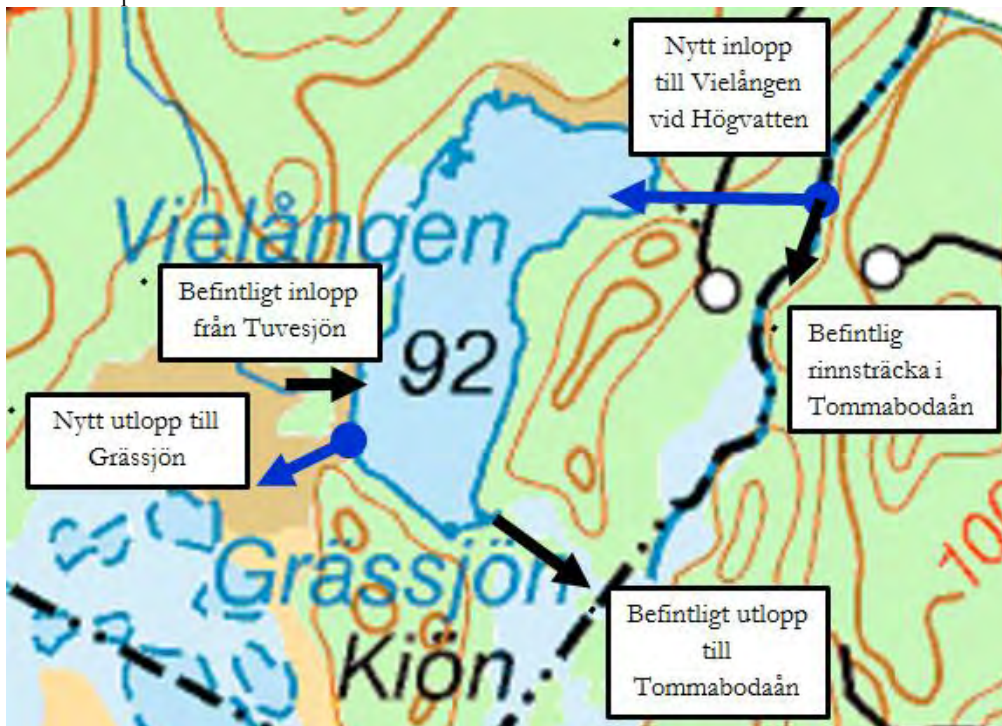 Nytt inlopp
till Vielången
vid Högvatten
Vielången
Befintligt inlopp
från Tuvesjön
92
Befintlig
rinnsträcka i
Tommabodaån
Nytt utlopp till
Grässjön
Grässjön
Kiön
Befintligt utlopp
till
Tommabodaån